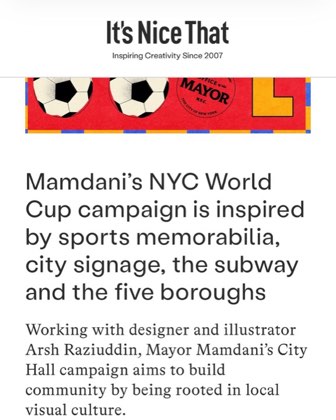 It's Nice That
Inspiring Creativity Since 2007
MAYOR
NYC
L
Mamdani's NYC World
Cup campaign is inspired
by sports memorabilia,
city signage, the subway
and the five boroughs
Working with designer and illustrator
Arsh Raziuddin, Mayor Mamdani's City
Hall campaign aims to build
community by being rooted in local
visual culture.